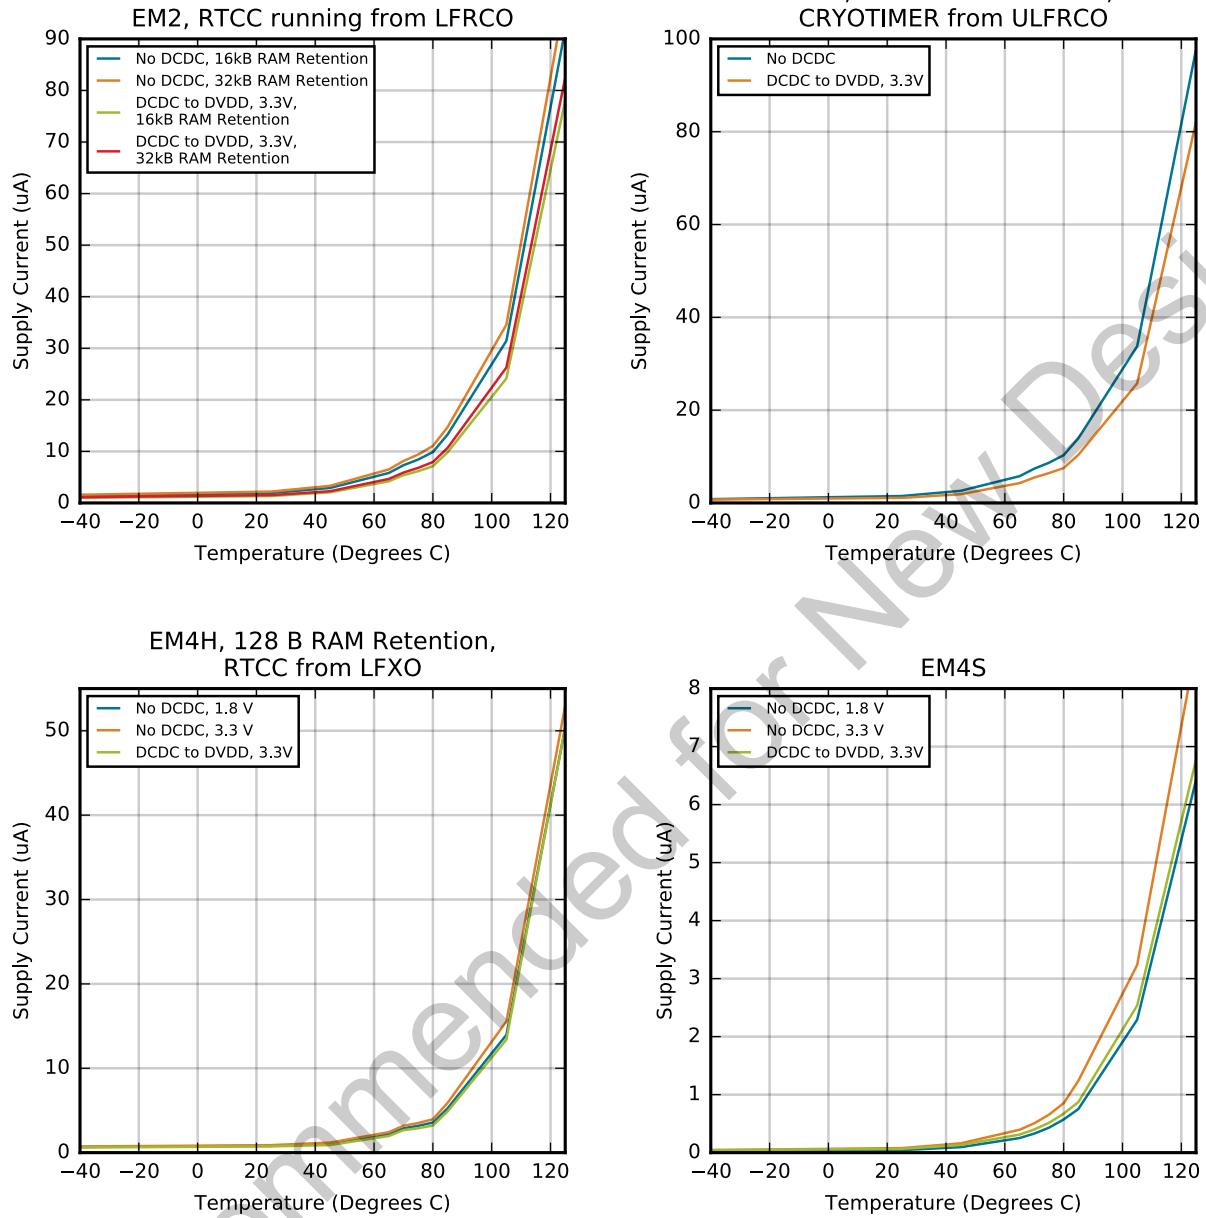 EM2, RTCC running from LFRCO
90
80
70
60
50
40
30
20
10
0
Supply Current (uA)
No DCDC, 16kB RAM Retention
No DCDC, 32kB RAM Retention
DCDC to DVDD, 3.3V,
16kB RAM Retention
DCDC to DVDD, 3.3V,
32kB RAM Retention
−40 −20 0 20 40 60 80 100 120
Temperature (Degrees C)
CRYOTIMER from ULFRCO
100
80
60
40
20
0
Supply Current (uA)
No DCDC
DCDC to DVDD, 3.3V
−40 −20 0 20 40 60 80 100 120
Temperature (Degrees C)
EM4H, 128 B RAM Retention,
RTCC from LFXO
50
40
30
20
10
0
Supply Current (uA)
No DCDC, 1.8 V
No DCDC, 3.3 V
DCDC to DVDD, 3.3V
−40 −20 0 20 40 60 80 100 120
Temperature (Degrees C)
EM4S
8
7
6
5
4
3
2
1
0
Supply Current (uA)
No DCDC, 1.8 V
No DCDC, 3.3 V
DCDC to DVDD, 3.3V
−40 −20 0 20 40 60 80 100 120
Temperature (Degrees C)
ommended for New Desi